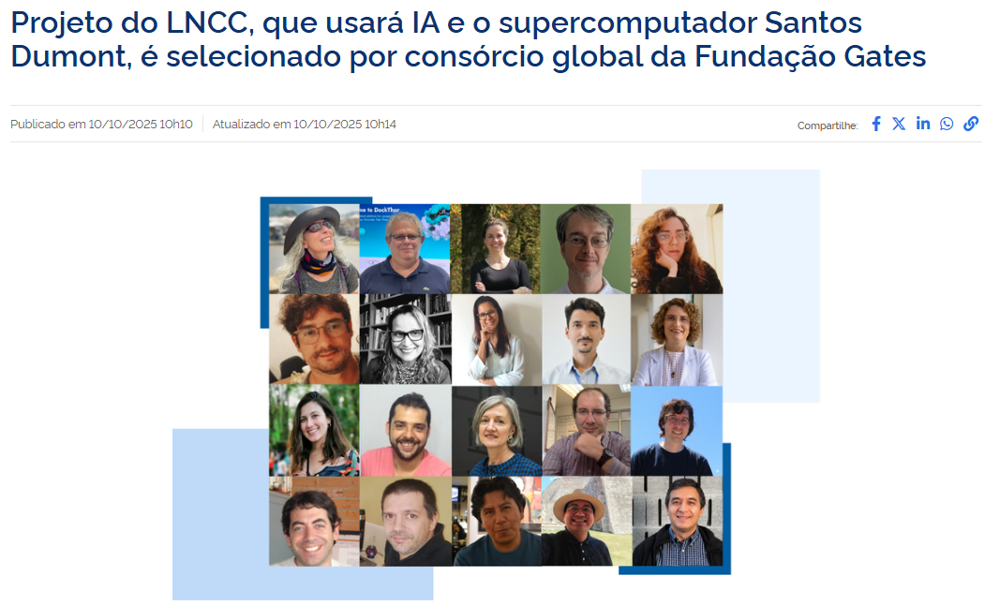 Projeto do LNCC, que usará IA e o supercomputador Santos
Dumont, é selecionado por consórcio global da Fundação Gates
Publicado em 10/10/2025 10h10
Atualizado em 10/10/2025 10h14
Compartilhe:
me to DockThor